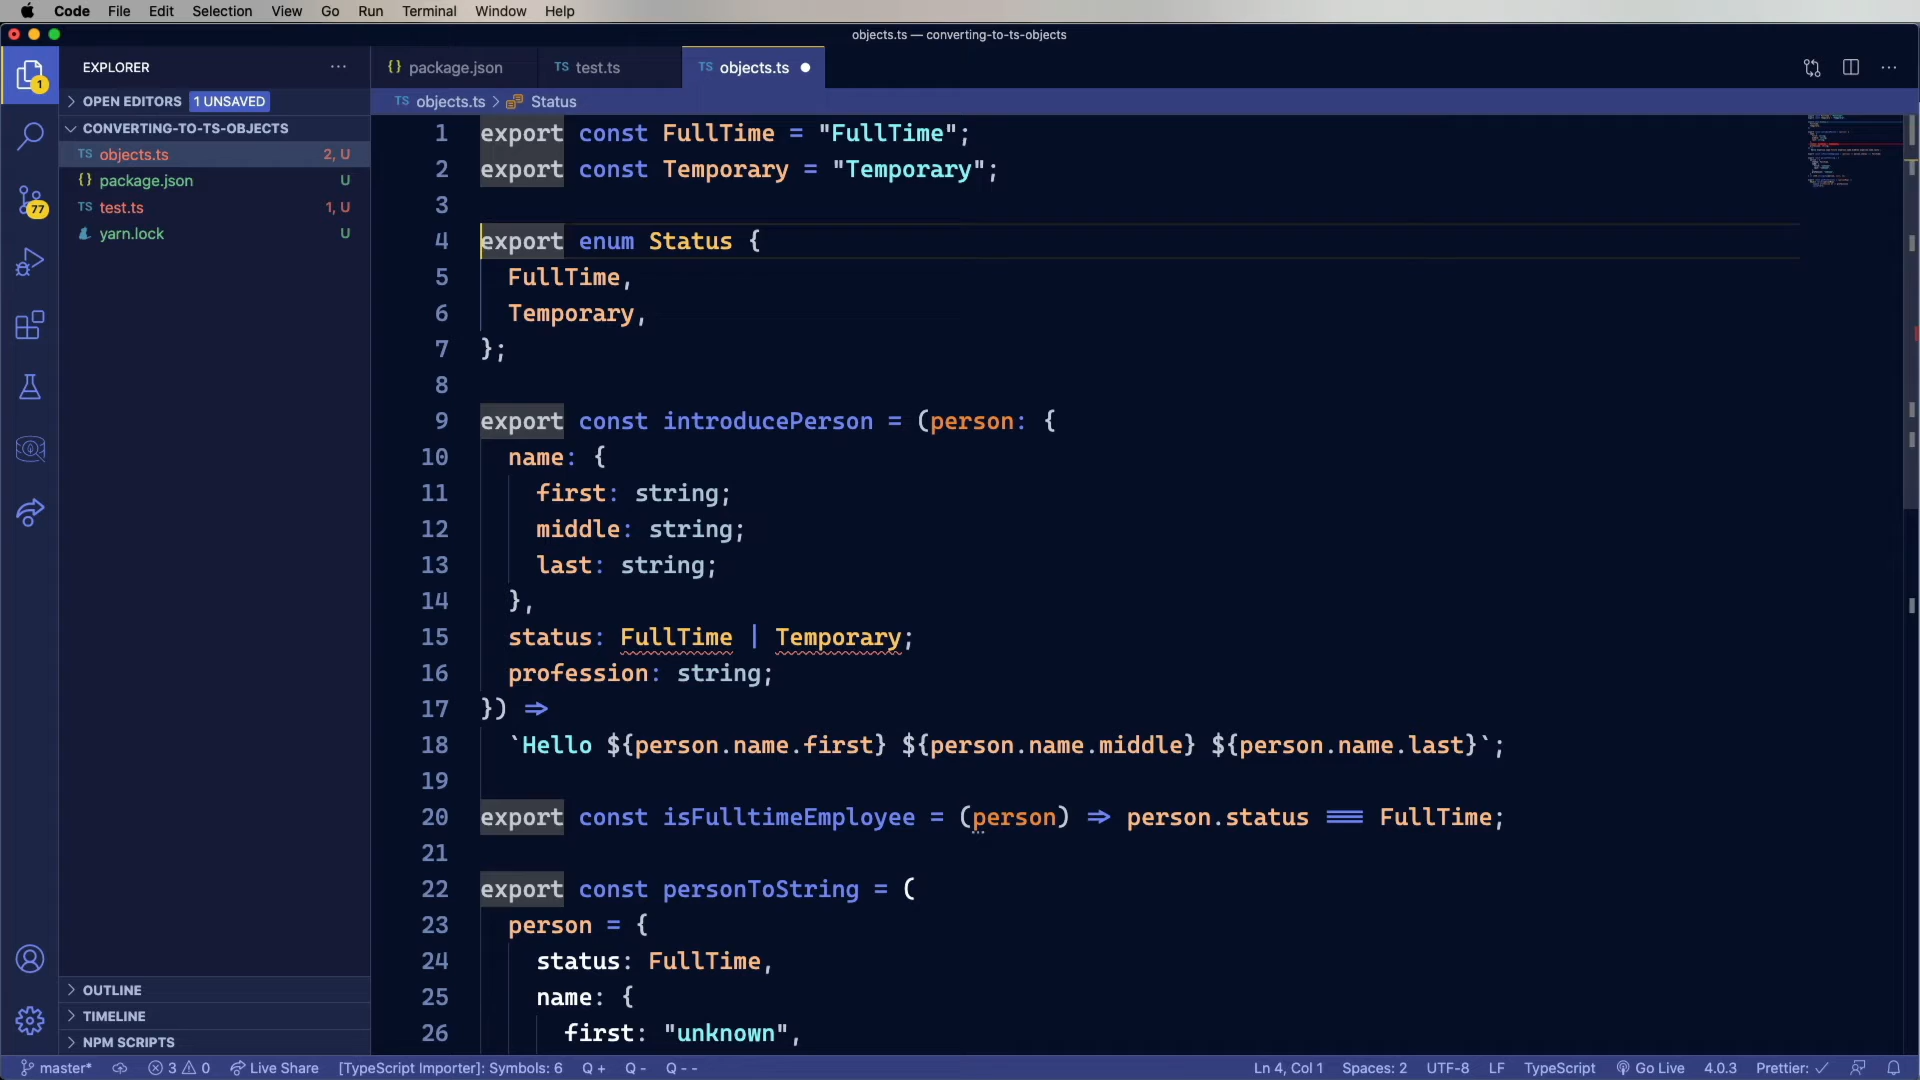 Code File Edit Selection View Go Run Terminal Window Help
objects.ts — converting-to-ts-objects
EXPLORER ···
{} package.json
TS test.ts
TS objects.ts
OPEN EDITORS 1 UNSAVED
TS objects.ts > Status
CONVERTING-TO-TS-OBJECTS
TS objects.ts 2, U
{} package.json U
TS test.ts 1, U
yarn.lock U
1
77
1 export const FullTime = "FullTime";
2 export const Temporary = "Temporary";
3
4 export enum Status {
5 FullTime,
6 Temporary,
7 };
8
9 export const introducePerson = (person: {
10 name: {
11 first: string;
12 middle: string;
13 last: string;
14 },
15 status: FullTime | Temporary;
16 profession: string;
17 }) =>
18 `Hello ${person.name.first} ${person.name.middle} ${person.name.last}`;
19
20 export const isFulltimeEmployee = (person) => person.status === FullTime;
21
22 export const personToString = (
23 person = {
24 status: FullTime,
25 name: {
26 first: "unknown",
OUTLINE
TIMELINE
NPM SCRIPTS
master* 3 0 Live Share [TypeScript Importer]: Symbols: 6 Q + Q - Q - - Ln 4, Col 1 Spaces: 2 UTF-8 LF TypeScript Go Live 4.0.3 Prettier: ✓